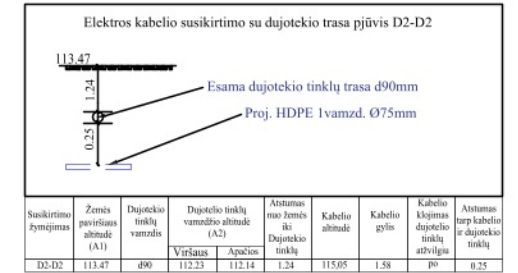 Elektros kabelio susikirtimo su dujotekio trasa pjūvis D2-D2
113.47
1.24
Esama dujotekio tinklų trasa d90mm
Proj. HDPE 1vamzd. Ø75mm
0.25
Susikirtimo žymėjimas
Žemės paviršiaus altitudė (A1)
Dujotekio tinklų vamzdis
Dujotelio tinklų vamzdžio altitudė (A2)
Viršaus
Apačios
Atstumas nuo žemės iki Dujotekio tinklų
Kabelio altitudė
Kabelio gylis
Kabelio klojimas dujotelio tinklų atžvilgiu
Atstumas tarp kabelio ir dujotekio tinklų
D2-D2 113.47 d90 112.23 112.14 1.24 115,05 1.58 po 0.25